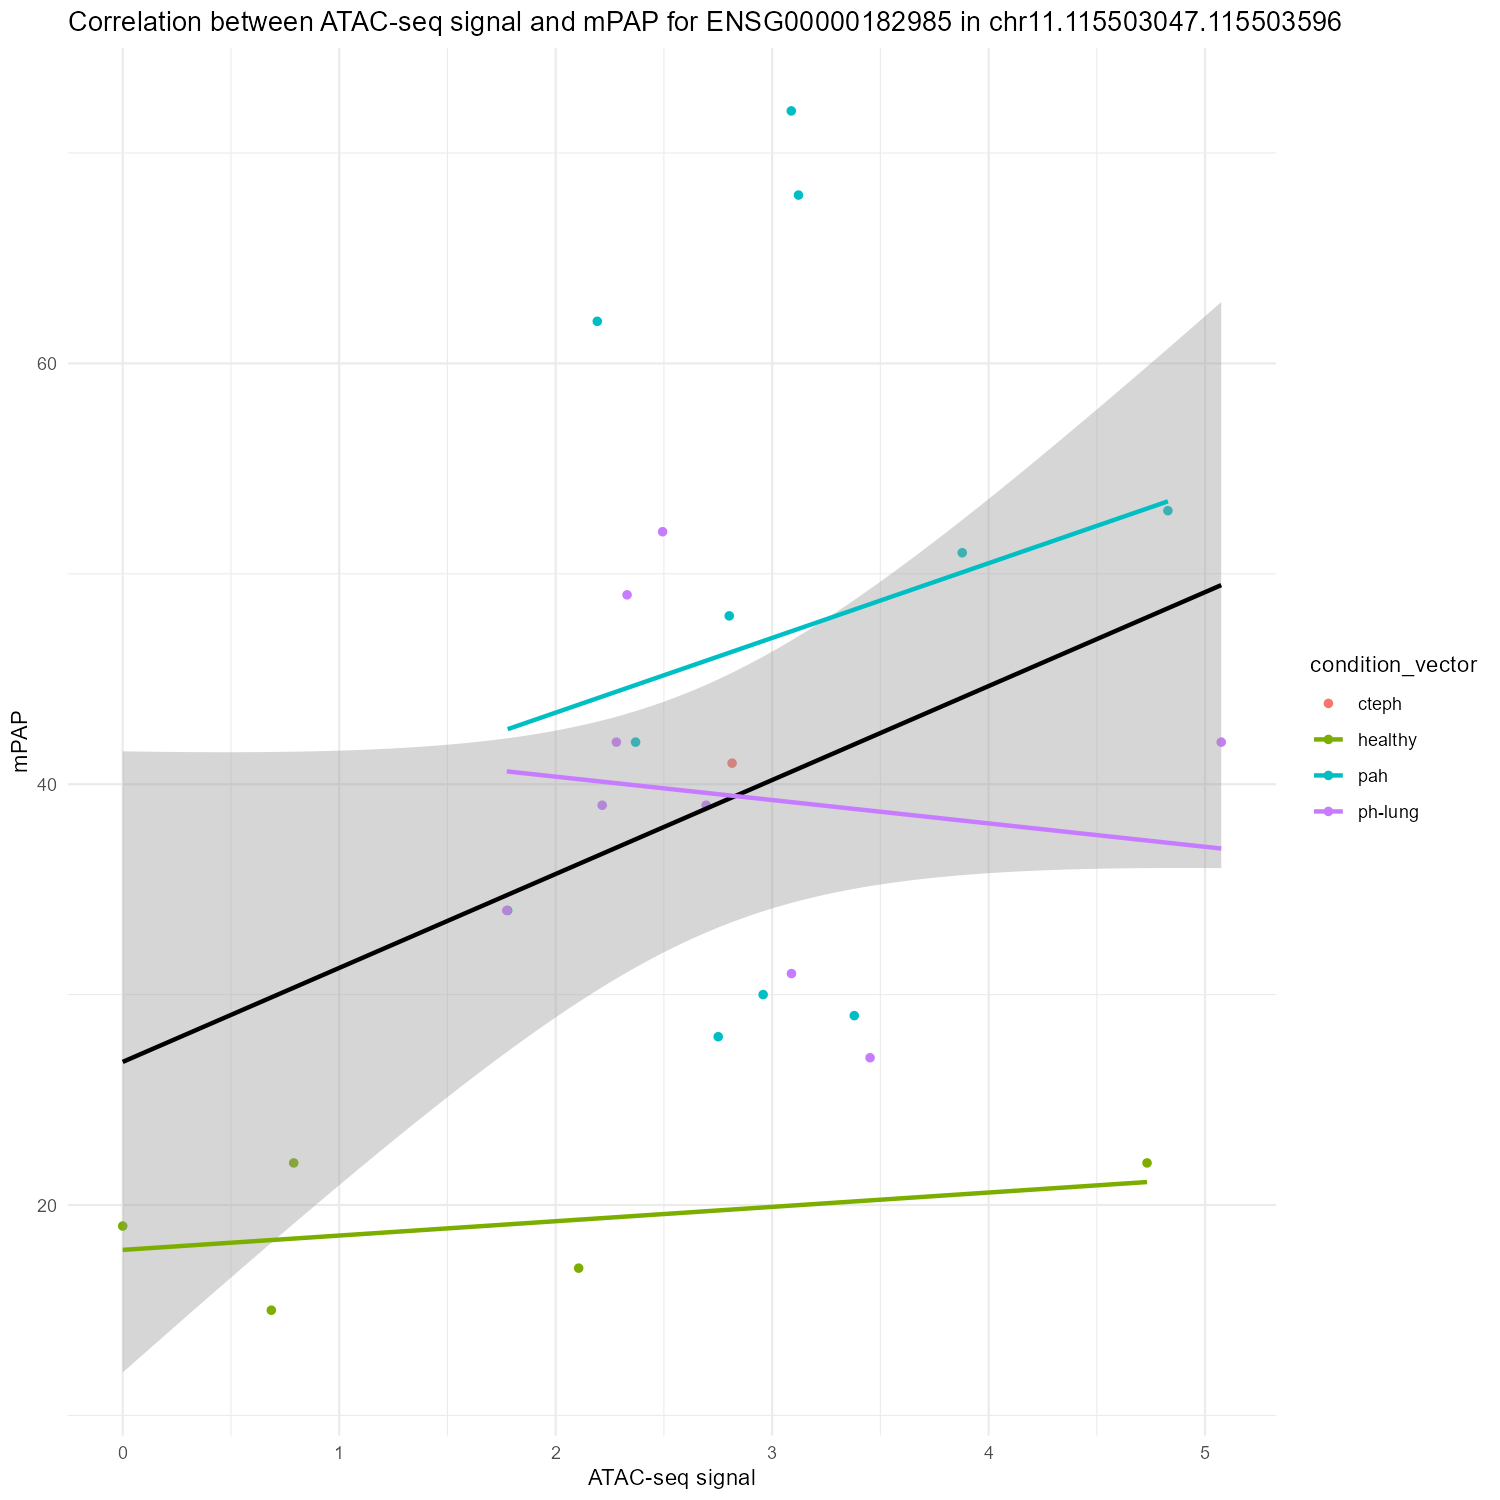 Correlation between ATAC-seq signal and mPAP for ENSG00000182985 in chr11.115503047.115503596
60
40
20
mPAP
0 1 2 3 4 5
ATAC-seq signal
condition_vector
cteph
healthy
pah
ph-lung